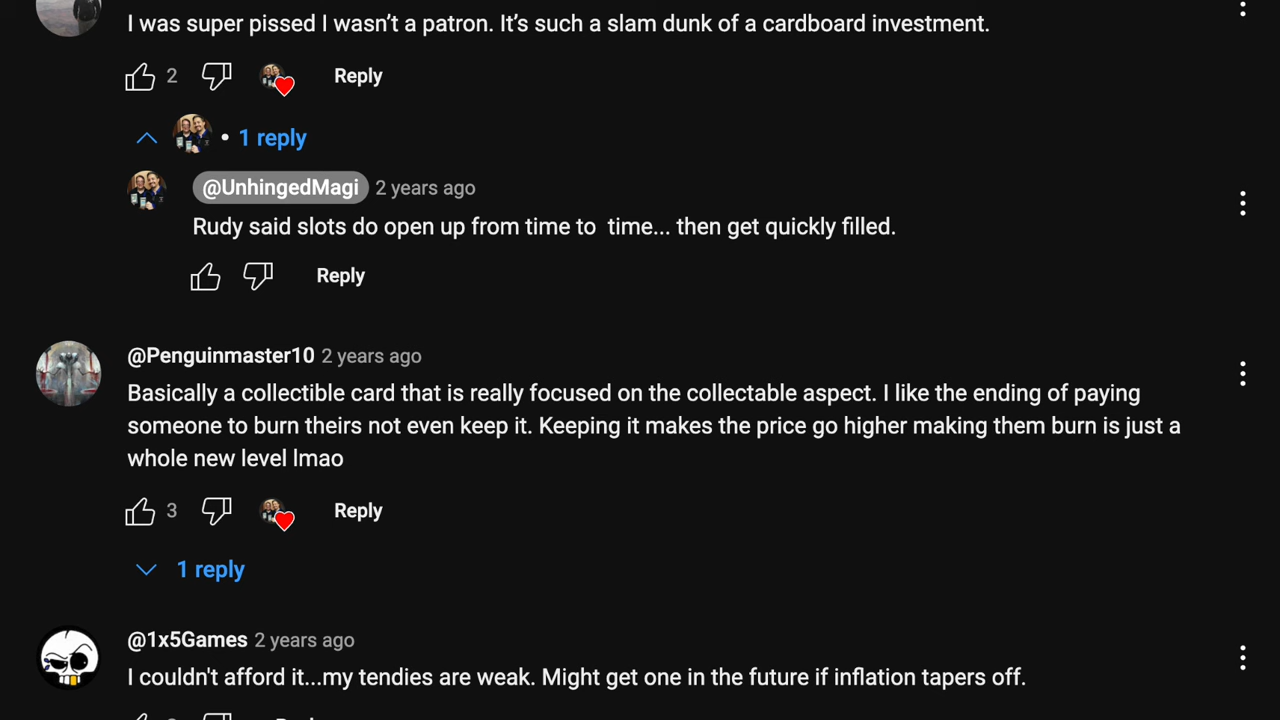 I was super pissed I wasn’t a patron. It’s such a slam dunk of a cardboard investment.
2 Reply
• 1 reply
@UnhingedMagi 2 years ago
Rudy said slots do open up from time to  time... then get quickly filled.
Reply
@Penguinmaster10 2 years ago
Basically a collectible card that is really focused on the collectable aspect. I like the ending of paying
someone to burn theirs not even keep it. Keeping it makes the price go higher making them burn is just a
whole new level lmao
3 Reply
1 reply
@1x5Games 2 years ago
I couldn't afford it...my tendies are weak. Might get one in the future if inflation tapers off.